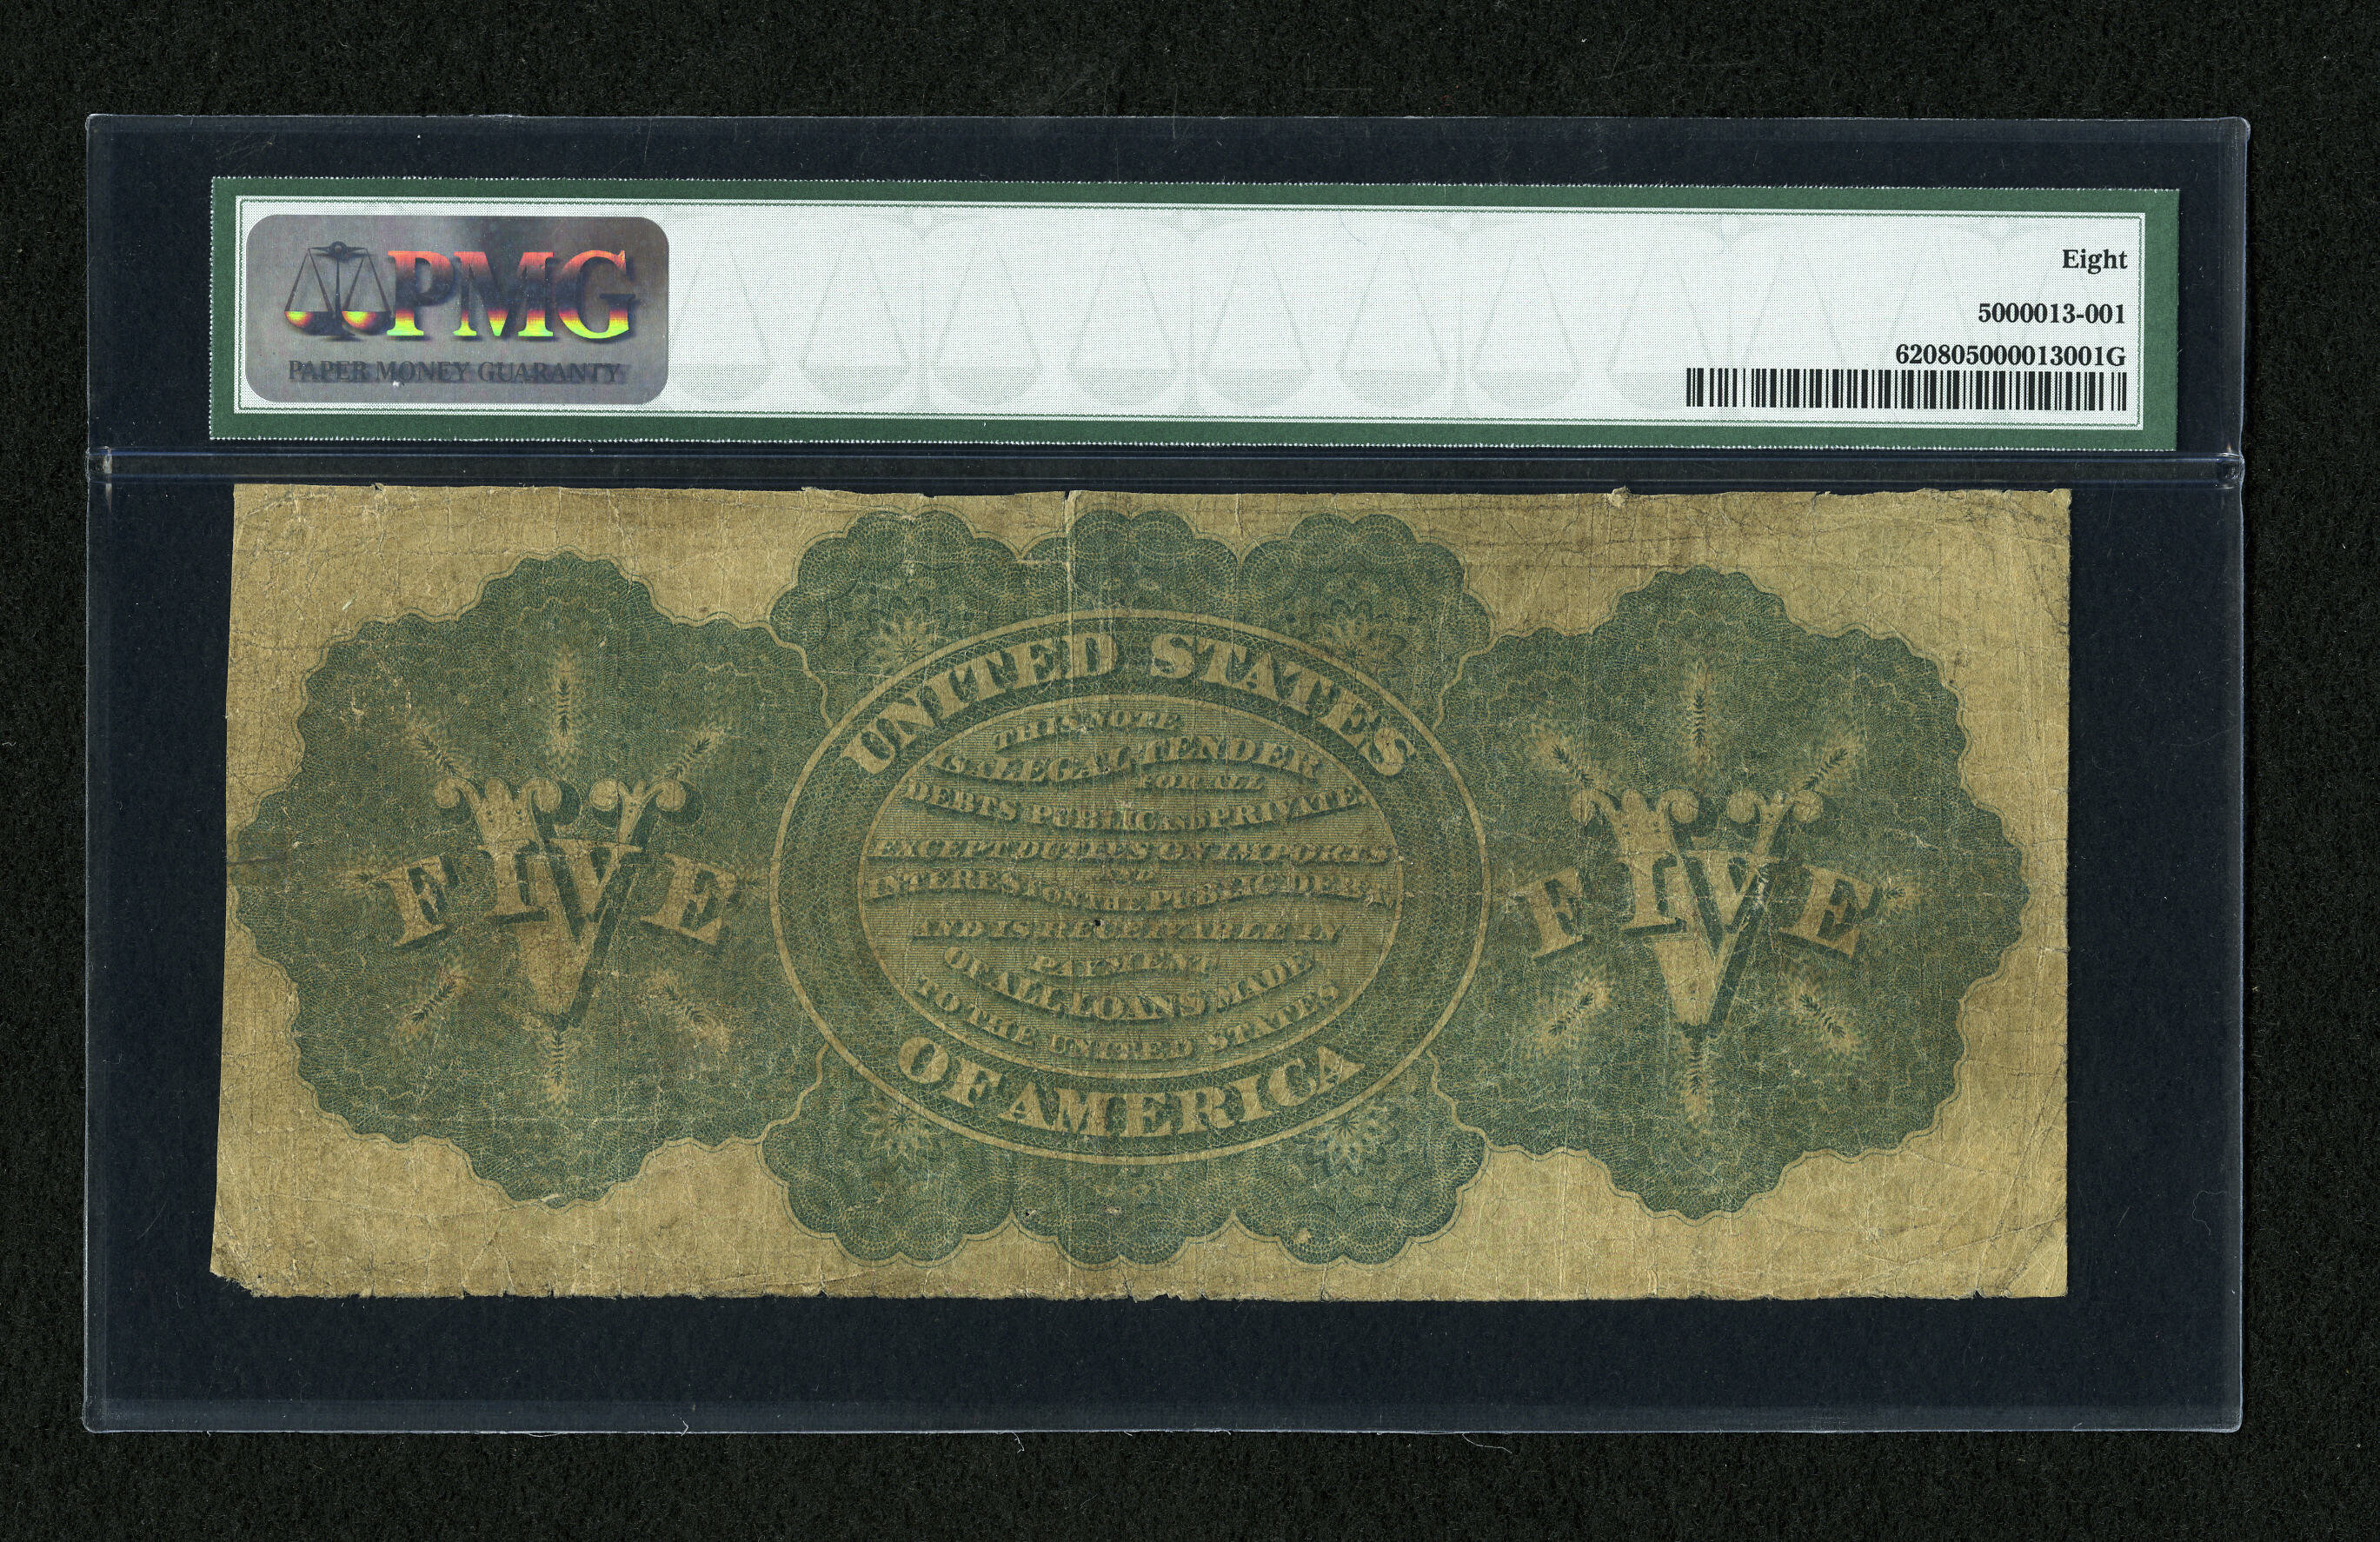 PMG
PAPER MONEY GUARANTY
Eight
5000013-001
620805000013001G
UNITED STATES
THIS NOTE
IS A LEGAL TENDER
FOR ALL
DEBTS PUBLIC AND PRIVATE,
EXCEPT DUTIES ON IMPORTS
AND
INTEREST ON THE PUBLIC DEBT,
AND IS RECEIVABLE IN
PAYMENT
OF ALL LOANS MADE
TO THE UNITED STATES
OF AMERICA
V
FIVE
V
FIVE